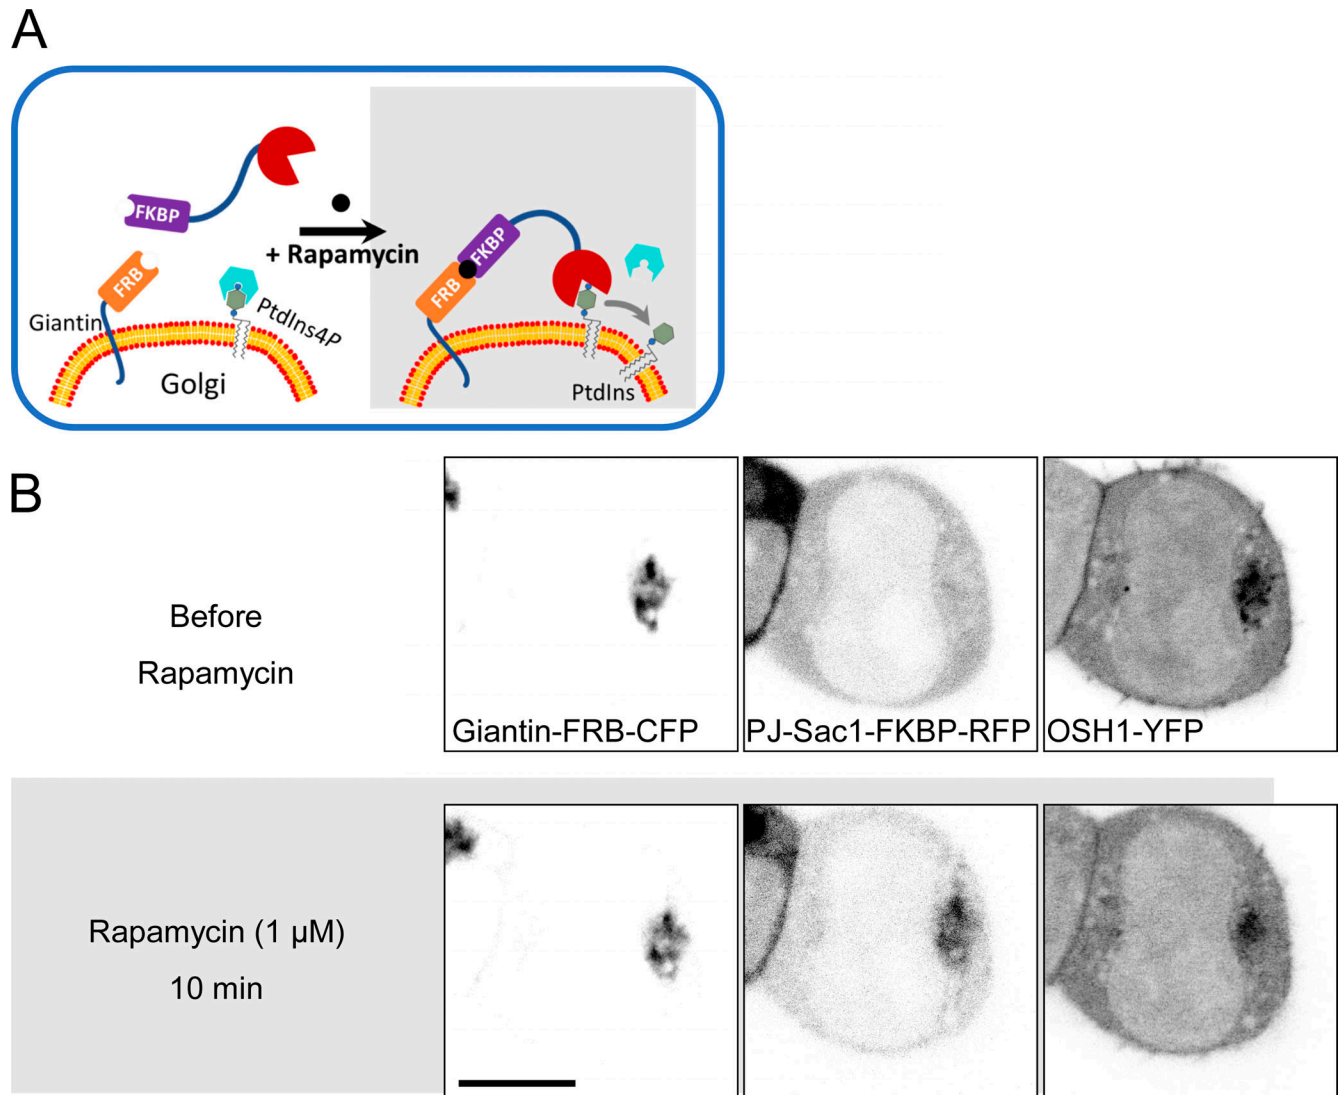 A
FKBP
FRB
Giantin
PtdIns4P
Golgi
+ Rapamycin
FRB
FKBP
PtdIns
B
Before
Rapamycin
Giantin-FRB-CFP
PJ-Sac1-FKBP-RFP
OSH1-YFP
Rapamycin (1 µM)
10 min